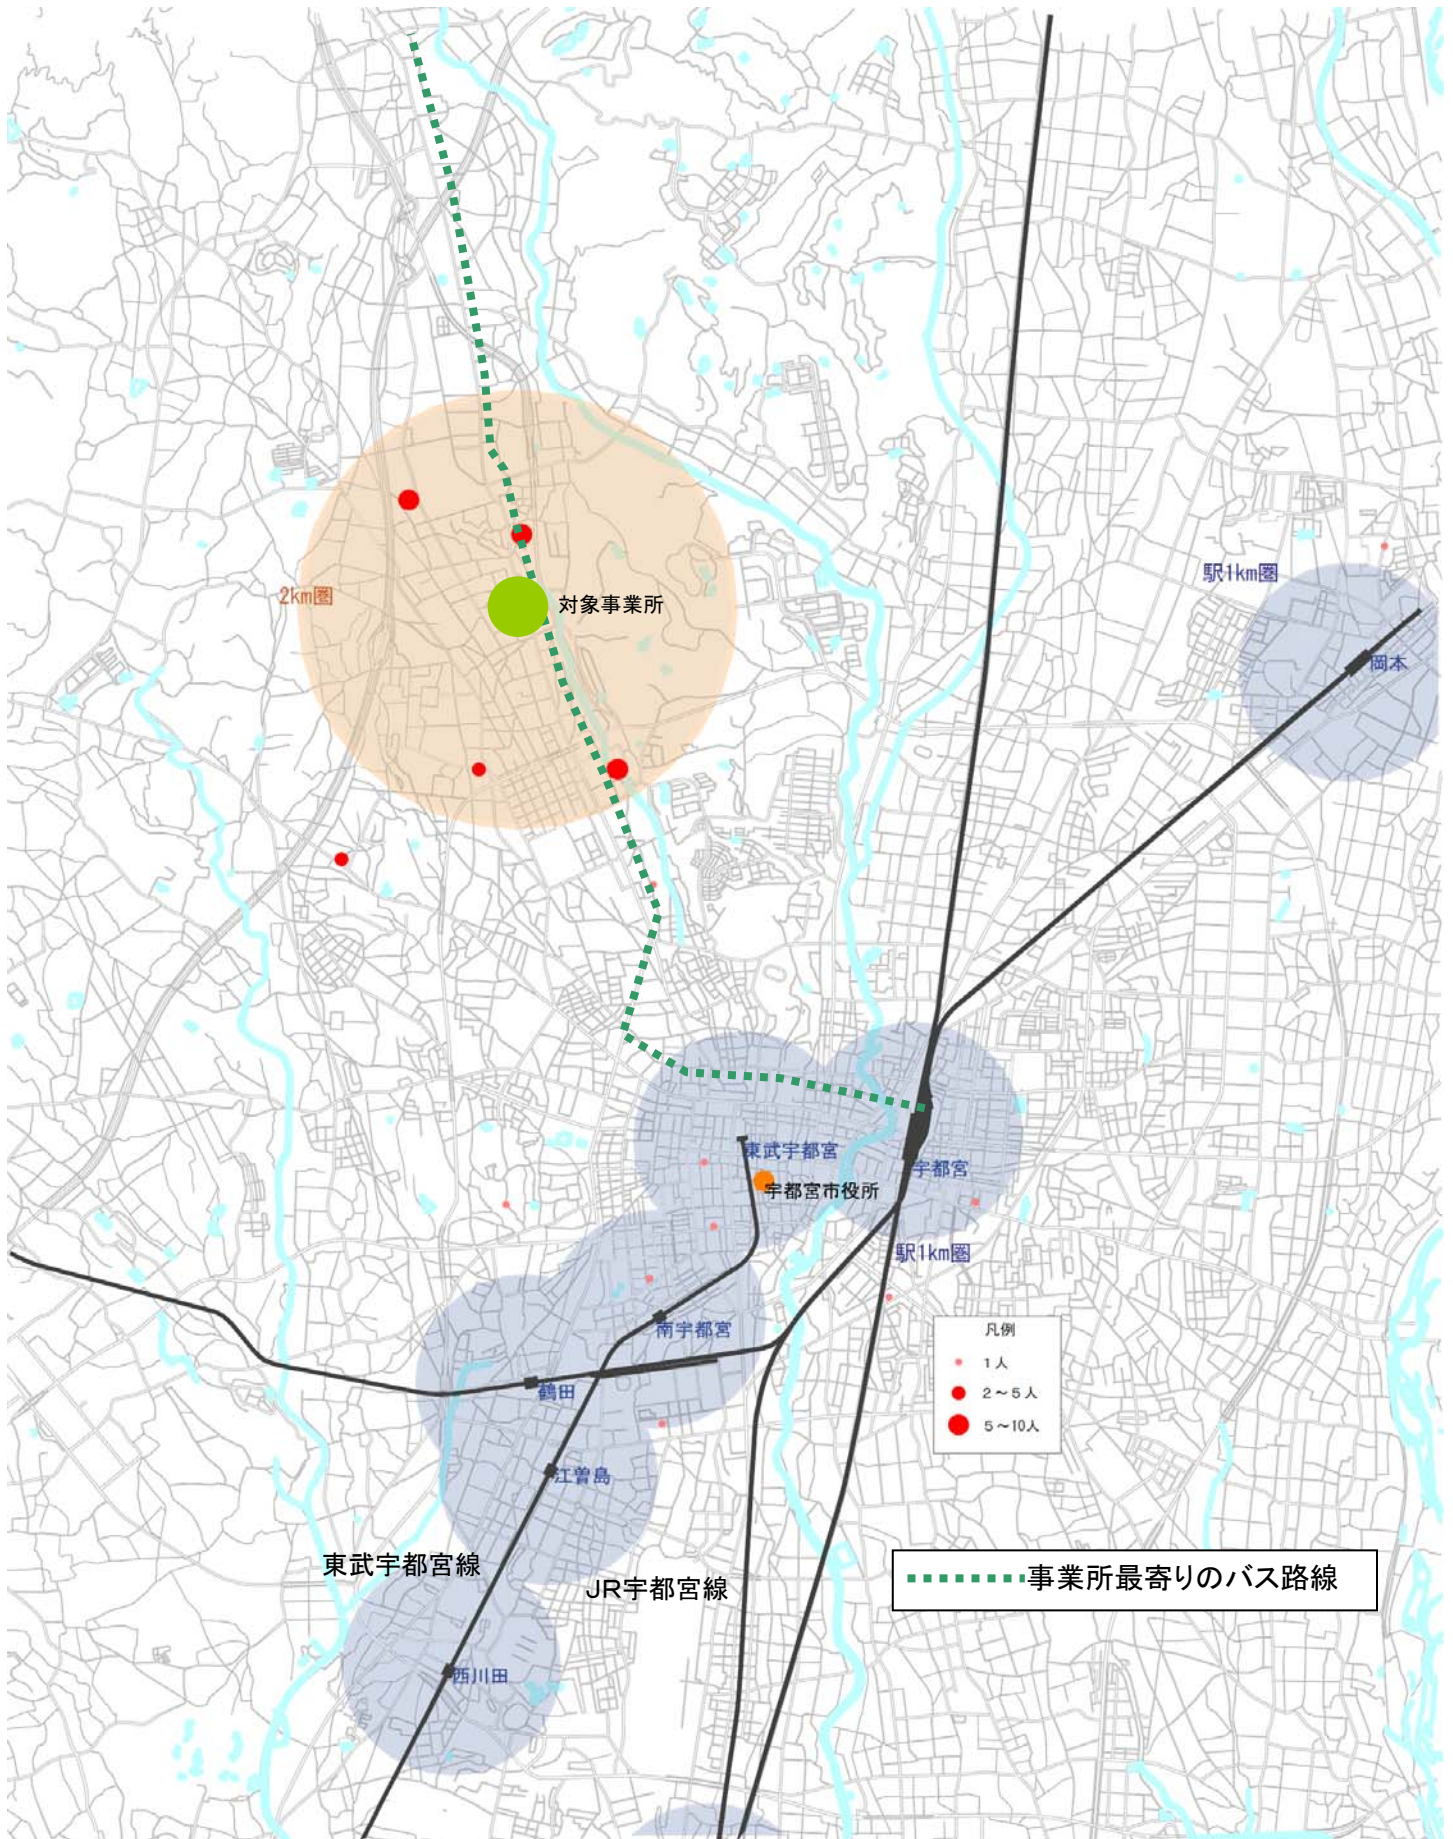 駅1km圏
2km圏
対象事業所
岡本
東武宇都宮
宇都宮
宇都宮市役所
駅1km圏
凡例
南宇都宮
1人
鶴田
2～5人
5～10人
江曽島
東武宇都宮線
JR宇都宮線
事業所最寄りのバス路線
西川田